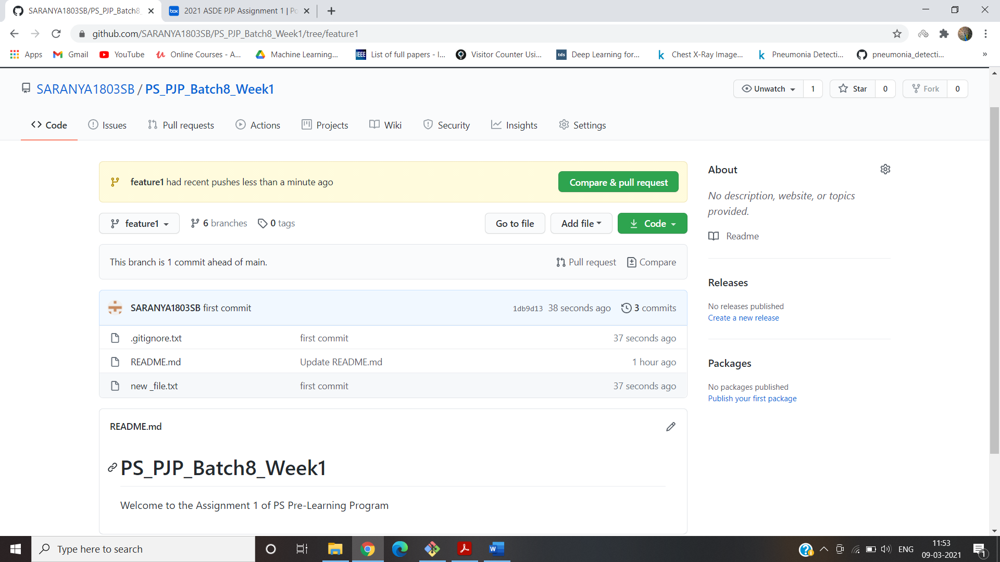 SARANYA1803SB/PS_PJP_Batch8_
2021 ASDE PJP Assignment 1 | Po
github.com/SARANYA1803SB/PS_PJP_Batch8_Week1/tree/feature1
Apps
Gmail
YouTube
Online Courses - A...
Machine Learning...
IEEE
List of full papers - I...
Visitor Counter Usi...
tds
Deep Learning for...
k
Chest X-Ray Image...
k
Pneumonia Detecti...
pneumonia_detecti...
»
SARANYA1803SB / PS_PJP_Batch8_Week1
Unwatch 1
Star 0
Fork 0
Code
Issues
Pull requests
Actions
Projects
Wiki
Security
Insights
Settings
feature1 had recent pushes less than a minute ago
Compare & pull request
feature1
6 branches
0 tags
Go to file
Add file
Code
This branch is 1 commit ahead of main.
Pull request
Compare
SARANYA1803SB first commit 1db9d13 38 seconds ago 3 commits
.gitignore.txt first commit 37 seconds ago
README.md Update README.md 1 hour ago
new _file.txt first commit 37 seconds ago
README.md
PS_PJP_Batch8_Week1
Welcome to the Assignment 1 of PS Pre-Learning Program
About
No description, website, or topics
provided.
Readme
Releases
No releases published
Create a new release
Packages
No packages published
Publish your first package
Type here to search
ENG
11:53
09-03-2021
1